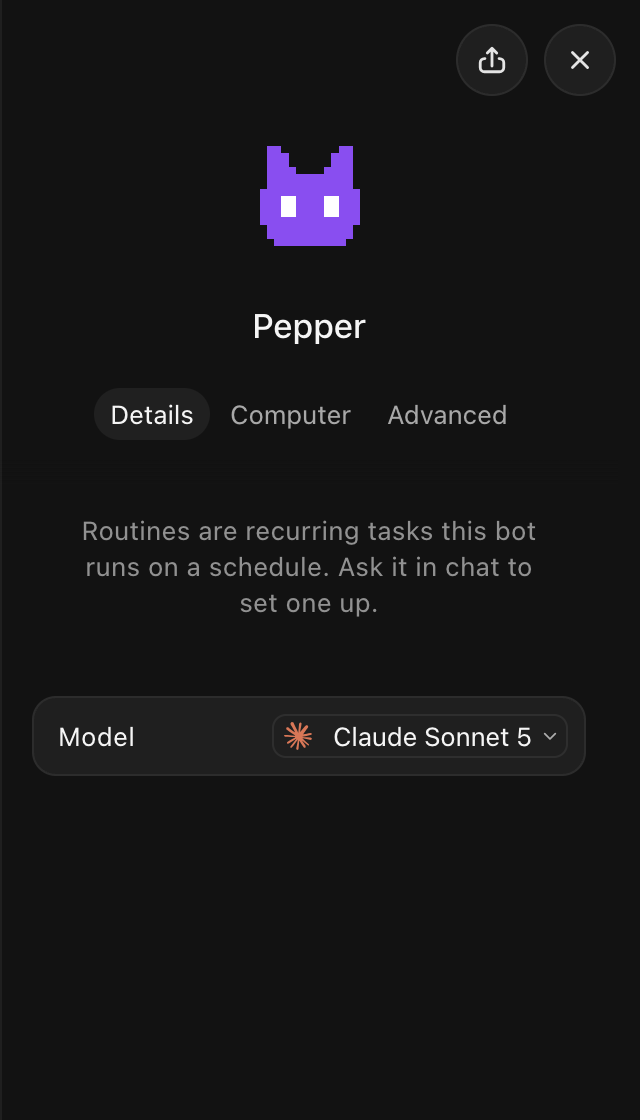 Pepper
Details Computer Advanced
Routines are recurring tasks this bot
runs on a schedule. Ask it in chat to
set one up.
Model Claude Sonnet 5